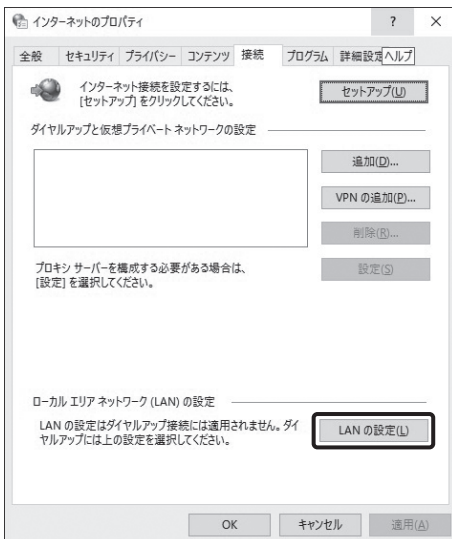 インターネットのプロパティ
? ×
全般 セキュリティ プライバシー コンテンツ 接続 プログラム 詳細設定 ヘルプ
インターネット接続を設定するには、
[セットアップ] をクリックしてください。
セットアップ(U)
ダイヤルアップと仮想プライベート ネットワークの設定
追加(D)...
VPN の追加(P)...
削除(R)...
プロキシ サーバーを構成する必要がある場合は、
[設定] を選択してください。
設定(S)
ローカル エリア ネットワーク (LAN) の設定
LAN の設定はダイヤルアップ接続には適用されません。ダイ
ヤルアップには上の設定を選択してください。
LAN の設定(L)
OK キャンセル 適用(A)